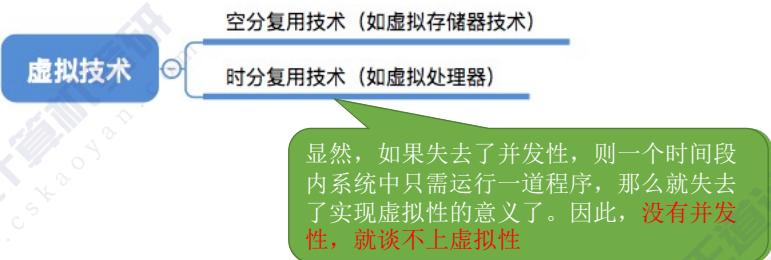 空分复用技术（如虚拟存储器技术）
虚拟技术
时分复用技术（如虚拟处理器）
显然，如果失去了并发性，则一个时间段
内系统中只需运行一道程序，那么就失去
了实现虚拟性的意义了。因此，没有并发
性，就谈不上虚拟性